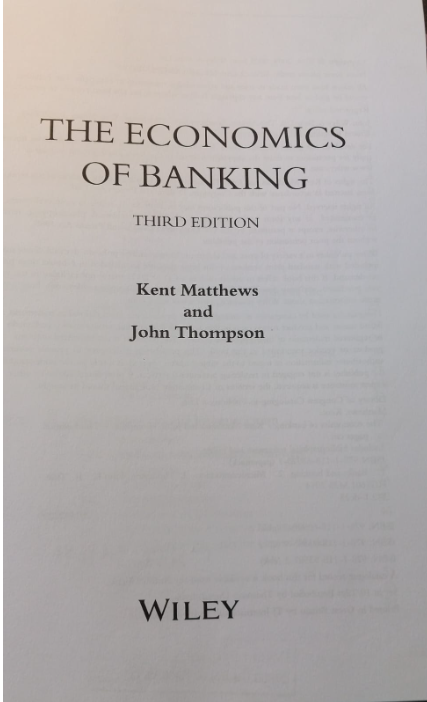 THE ECONOMICS
OF BANKING
THIRD EDITION
Kent Matthews
and
John Thompson
WILEY